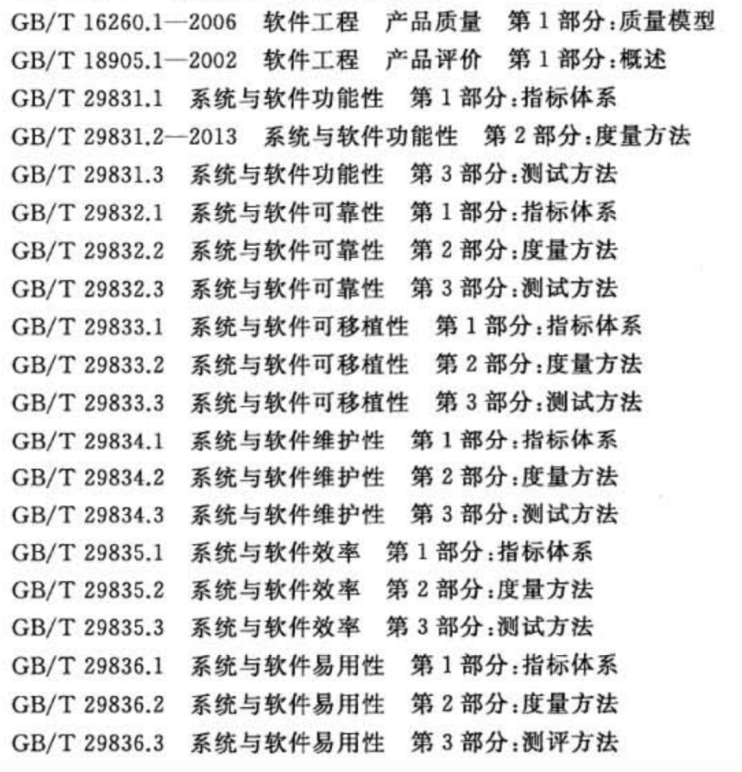 GB/T 16260.1—2006 软件工程 产品质量 第1部分:质量模型
GB/T 18905.1—2002 软件工程 产品评价 第1部分:概述
GB/T 29831.1 系统与软件功能性 第1部分:指标体系
GB/T 29831.2—2013 系统与软件功能性 第2部分:度量方法
GB/T 29831.3 系统与软件功能性 第3部分:测试方法
GB/T 29832.1 系统与软件可靠性 第1部分:指标体系
GB/T 29832.2 系统与软件可靠性 第2部分:度量方法
GB/T 29832.3 系统与软件可靠性 第3部分:测试方法
GB/T 29833.1 系统与软件可移植性 第1部分:指标体系
GB/T 29833.2 系统与软件可移植性 第2部分:度量方法
GB/T 29833.3 系统与软件可移植性 第3部分:测试方法
GB/T 29834.1 系统与软件维护性 第1部分:指标体系
GB/T 29834.2 系统与软件维护性 第2部分:度量方法
GB/T 29834.3 系统与软件维护性 第3部分:测试方法
GB/T 29835.1 系统与软件效率 第1部分:指标体系
GB/T 29835.2 系统与软件效率 第2部分:度量方法
GB/T 29835.3 系统与软件效率 第3部分:测试方法
GB/T 29836.1 系统与软件易用性 第1部分:指标体系
GB/T 29836.2 系统与软件易用性 第2部分:度量方法
GB/T 29836.3 系统与软件易用性 第3部分:测评方法